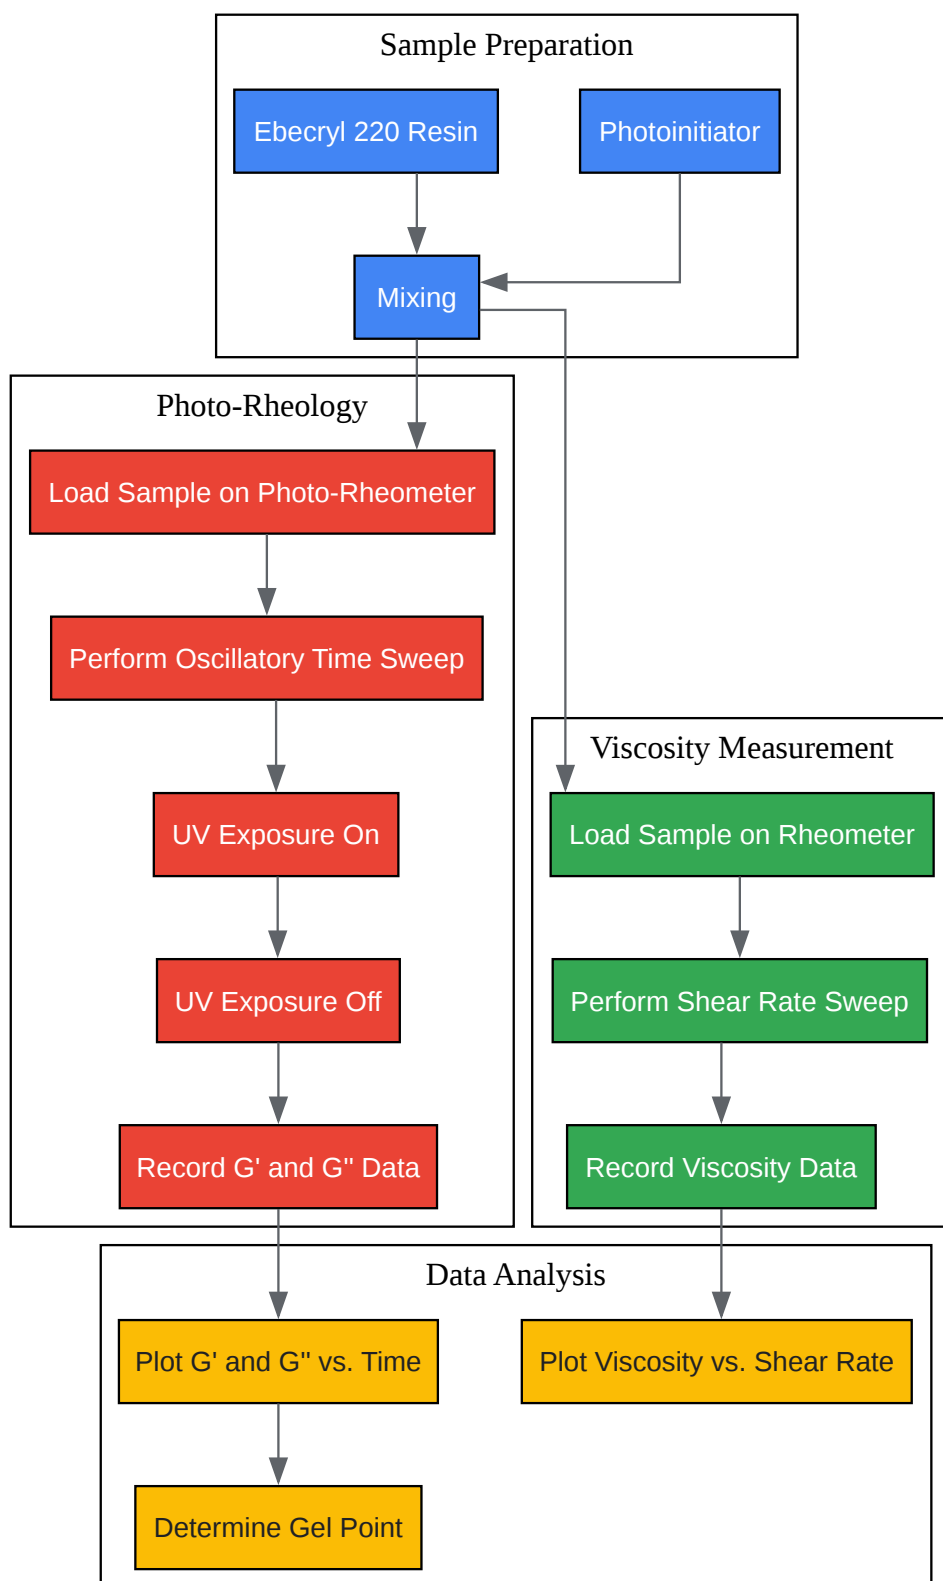 Sample Preparation
Ebecryl 220 Resin
Photoinitiator
Mixing
Photo-Rheology
Load Sample on Photo-Rheometer
Perform Oscillatory Time Sweep
UV Exposure On
UV Exposure Off
Record G' and G'' Data
Viscosity Measurement
Load Sample on Rheometer
Perform Shear Rate Sweep
Record Viscosity Data
Data Analysis
Plot G' and G'' vs. Time
Plot Viscosity vs. Shear Rate
Determine Gel Point